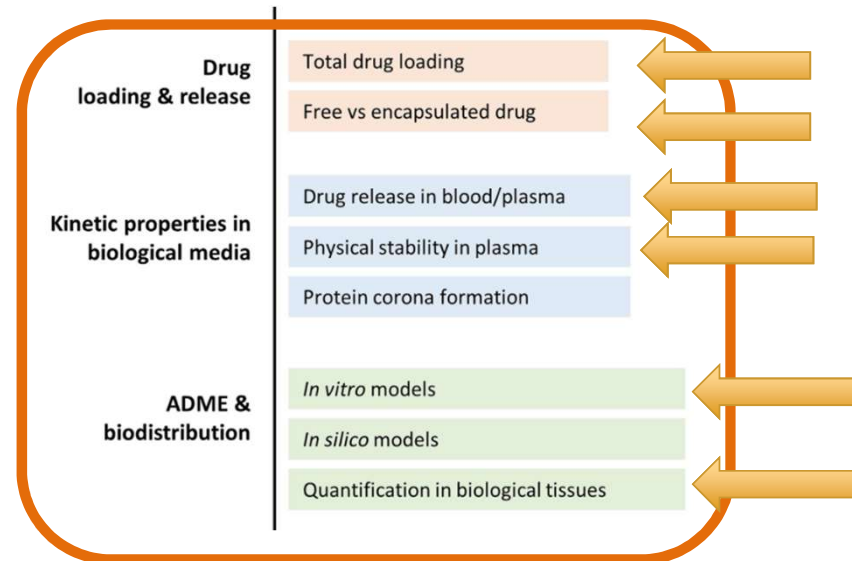 Drug
loading & release
Total drug loading
Free vs encapsulated drug
Kinetic properties in
biological media
Drug release in blood/plasma
Physical stability in plasma
Protein corona formation
ADME &
biodistribution
In vitro models
In silico models
Quantification in biological tissues